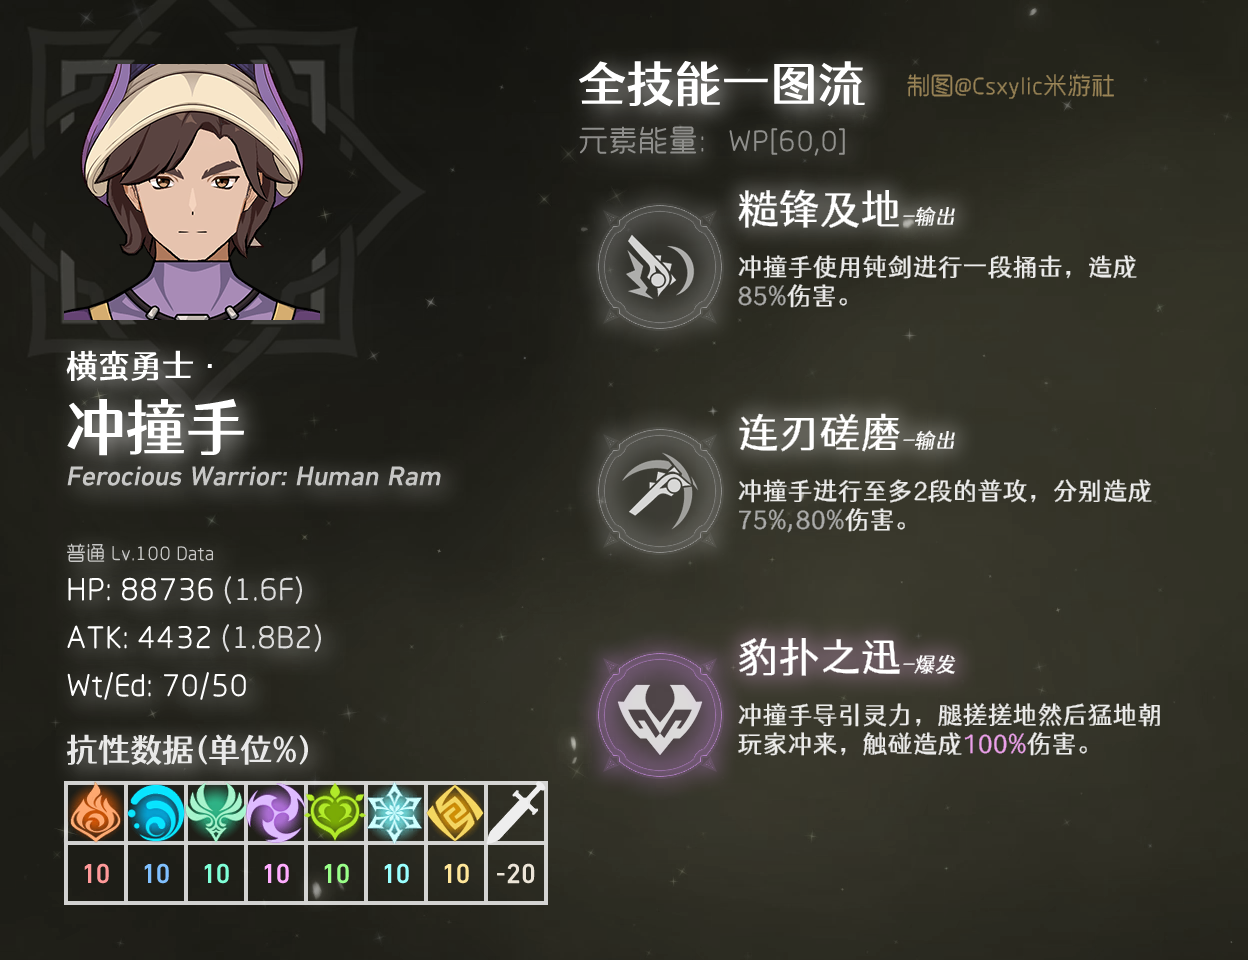 全技能一图流 制图@Csxylic米游社
元素能量： WP[60,0]
横蛮勇士 ·
冲撞手
Ferocious Warrior: Human Ram
普通 Lv.100 Data
HP: 88736 (1.6F)
ATK: 4432 (1.8B2)
Wt/Ed: 70/50
抗性数据(单位%)
10 10 10 10 10 10 10 -20
糙锋及地-输出
冲撞手使用钝剑进行一段捅击，造成
85%伤害。
连刃磋磨-输出
冲撞手进行至多2段的普攻，分别造成
75%,80%伤害。
豹扑之迅-爆发
冲撞手导引灵力，腿搓搓地然后猛地朝
玩家冲来，触碰造成100%伤害。